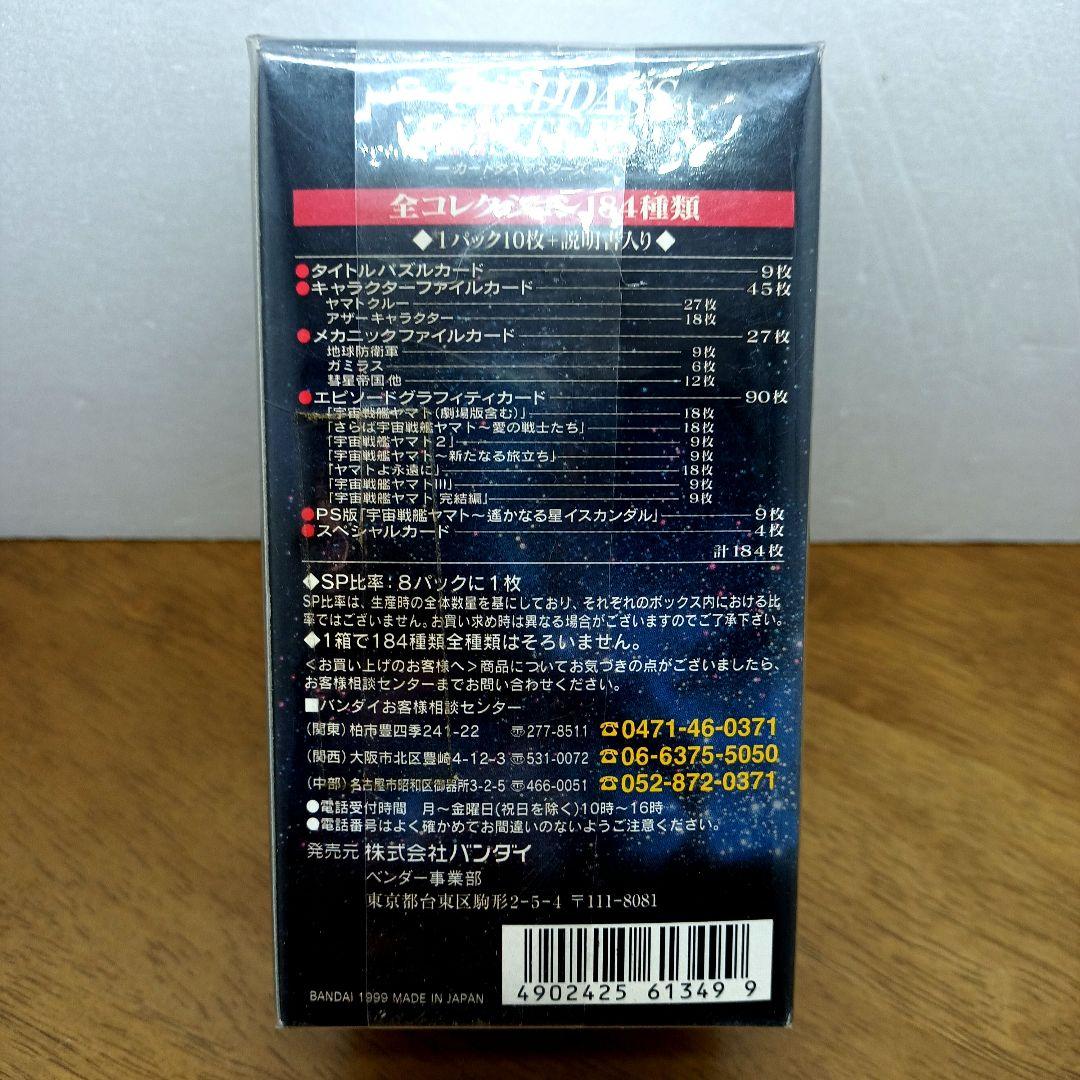 ーカードダスマスターズー
全コレクション184種類
◆1パック10枚+説明書入り◆
●タイトルパズルカード 9枚
●キャラクターファイルカード 45枚
ヤマトクルー 27枚
アザーキャラクター 18枚
●メカニックファイルカード 27枚
地球防衛軍 9枚
ガミラス 6枚
彗星帝国他 12枚
●エピソードグラフィティカード 90枚
「宇宙戦艦ヤマト(劇場版含む)」 18枚
「さらば宇宙戦艦ヤマト〜愛の戦士たち」 18枚
「宇宙戦艦ヤマト2」 9枚
「宇宙戦艦ヤマト〜新たなる旅立ち」 9枚
「ヤマトよ永遠に」 18枚
「宇宙戦艦ヤマトIII」 9枚
「宇宙戦艦ヤマト 完結編」 9枚
●PS版「宇宙戦艦ヤマト〜遙かなる星イスカンダル」 9枚
●スペシャルカード 4枚
計184枚
◆SP比率:8パックに1枚
SP比率は、生産時の全体数量を基にしており、それぞれのボックス内における比
率ではございません。お買い求め時は異なる場合がございますのでご了承下さい。
◆1箱で184種類全種類はそろいません。
<お買い上げのお客様へ>商品についてお気づきの点がございましたら、
お客様相談センターまでお問い合わせください。
■バンダイお客様相談センター
(関東)柏市豊四季241-22 〠277-8511 ☎0471-46-0371
(関西)大阪市北区豊崎4-12-3 〠531-0072 ☎06-6375-5050
(中部)名古屋市昭和区御器所3-2-5 〠466-0051 ☎052-872-0371
●電話受付時間 月〜金曜日(祝日を除く)10時〜16時
●電話番号はよく確かめてお間違いのないようご注意ください。
発売元 株式会社バンダイ
ベンダー事業部
東京都台東区駒形2-5-4 〒111-8081
BANDAI 1999 MADE IN JAPAN
4902425 61349 9